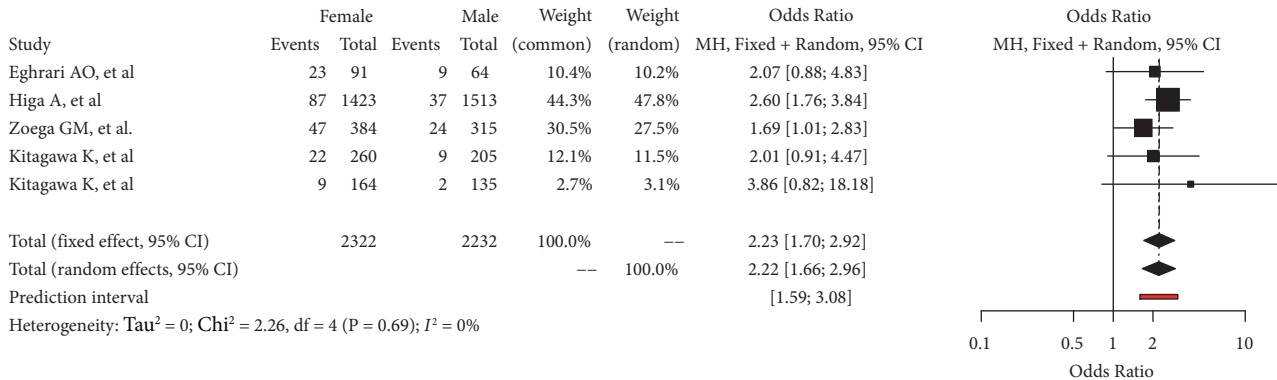 Female Male Weight Weight Odds Ratio Odds Ratio
Study Events Total Events Total (common) (random) MH, Fixed + Random, 95% CI MH, Fixed + Random, 95% CI
Eghrari AO, et al 23 91 9 64 10.4% 10.2% 2.07 [0.88; 4.83]
Higa A, et al 87 1423 37 1513 44.3% 47.8% 2.60 [1.76; 3.84]
Zoega GM, et al. 47 384 24 315 30.5% 27.5% 1.69 [1.01; 2.83]
Kitagawa K, et al 22 260 9 205 12.1% 11.5% 2.01 [0.91; 4.47]
Kitagawa K, et al 9 164 2 135 2.7% 3.1% 3.86 [0.82; 18.18]
Total (fixed effect, 95% CI) 2322 2232 100.0% −− 2.23 [1.70; 2.92]
Total (random effects, 95% CI) −− 100.0% 2.22 [1.66; 2.96]
Prediction interval [1.59; 3.08]
Heterogeneity: Tau² = 0; Chi² = 2.26, df = 4 (P = 0.69); I² = 0%
0.1 0.5 1 2 10
Odds Ratio